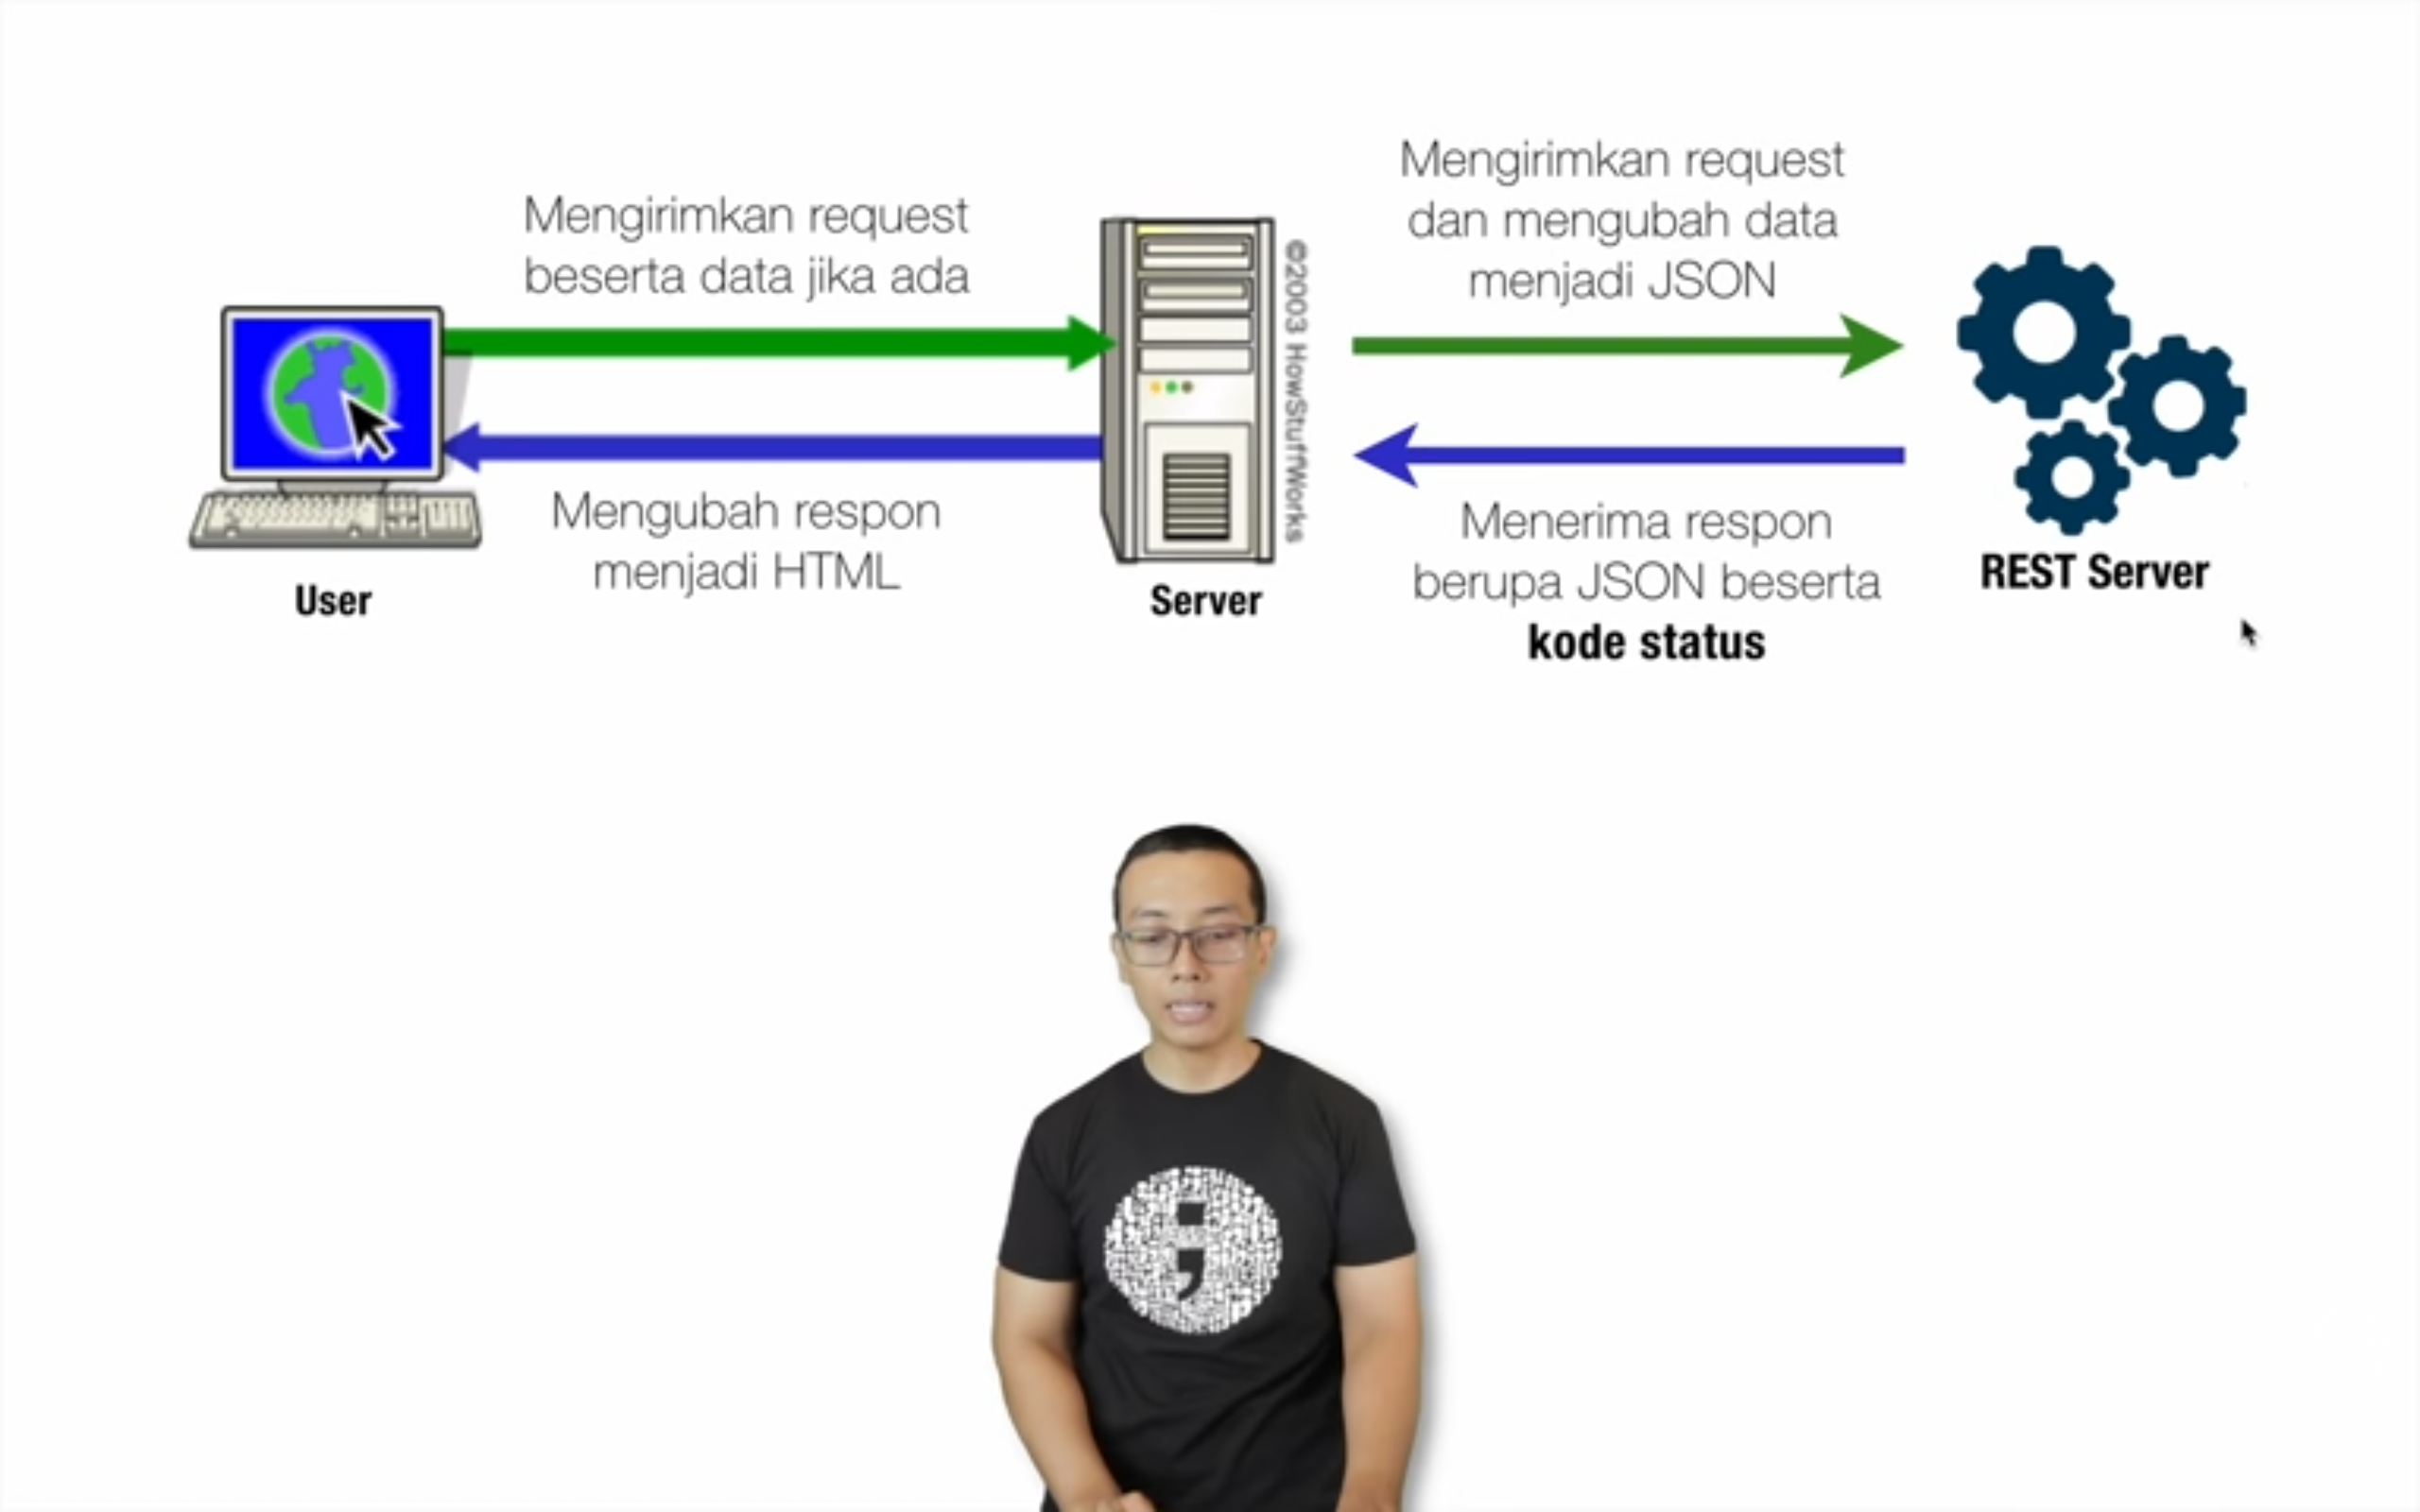 Mengirimkan request
beserta data jika ada
Mengubah respon
menjadi HTML
User
Server
©2003 HowStuffWorks
Mengirimkan request
dan mengubah data
menjadi JSON
Menerima respon
berupa JSON beserta
kode status
REST Server
;